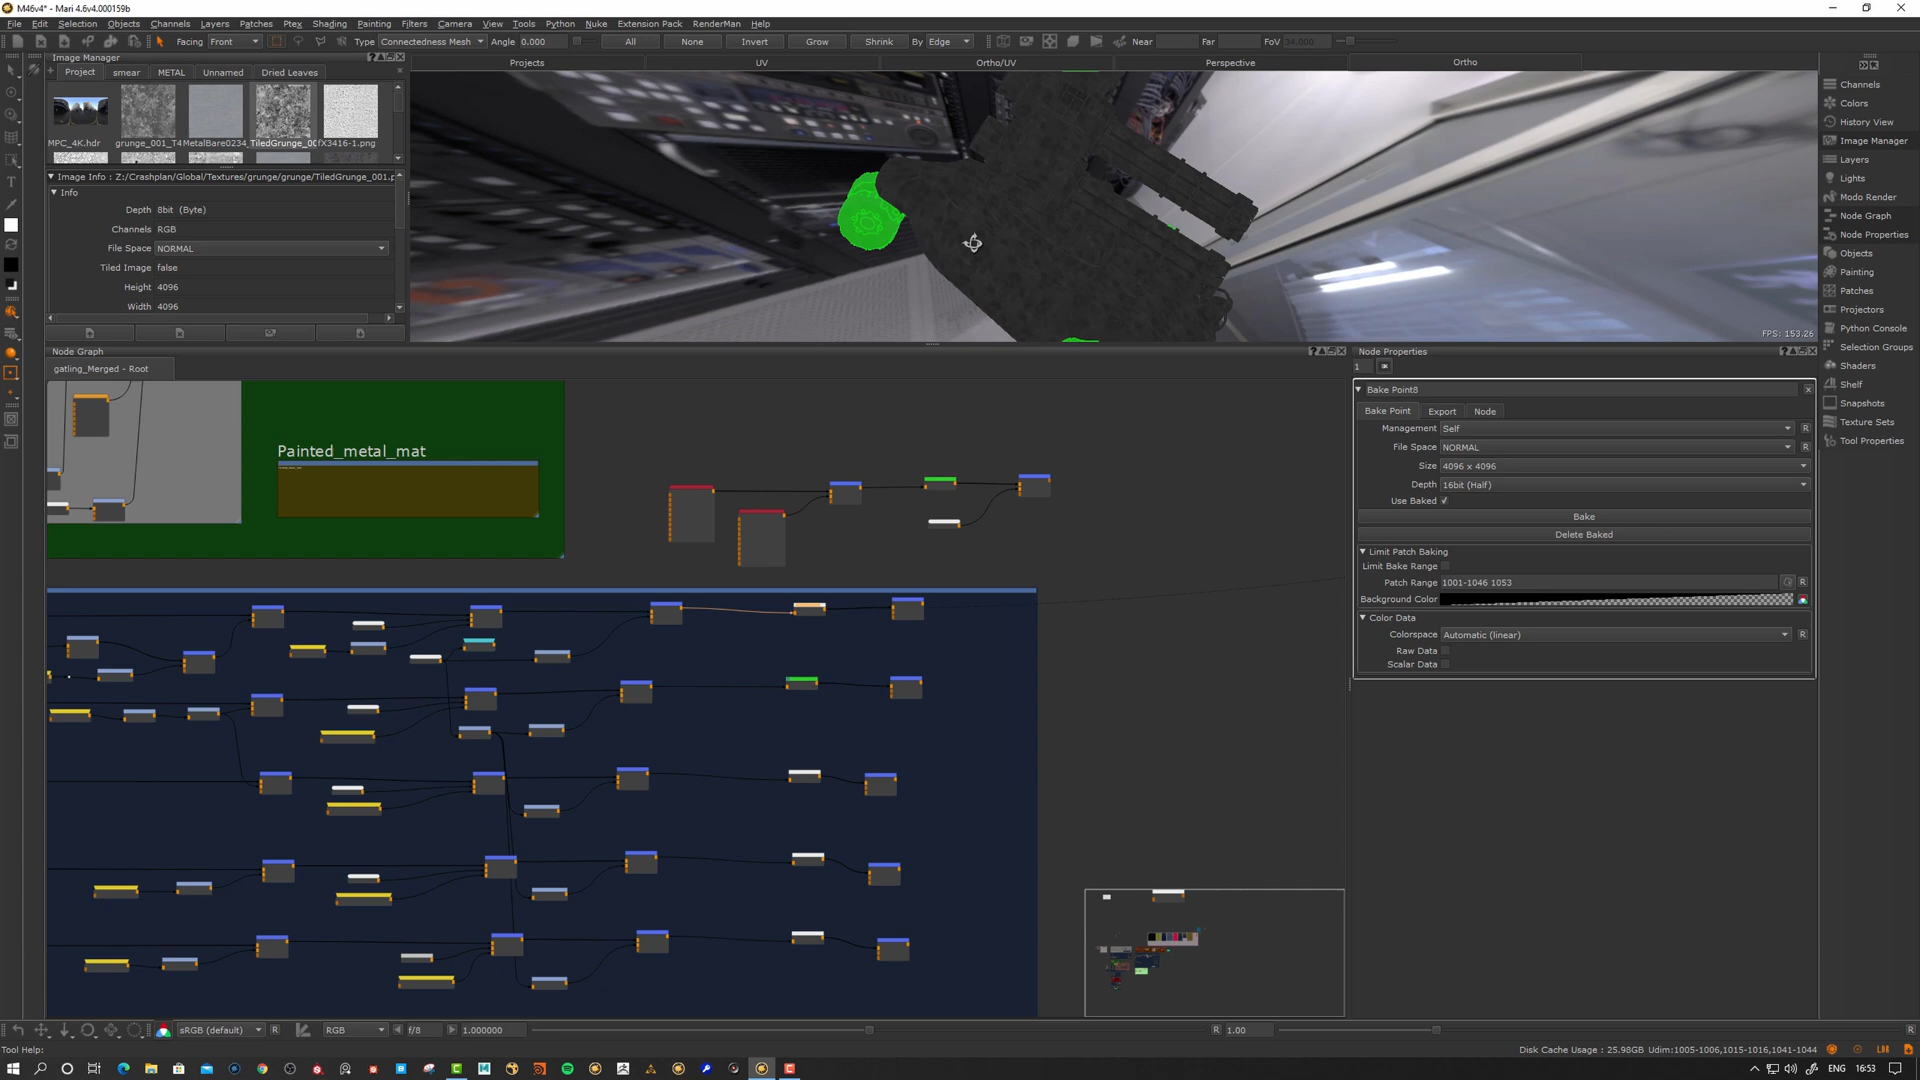 M46v4* - Mari 4.6v4.000159b
File Edit Selection Objects Channels Layers Patches Ptex Shading Painting Filters Camera View Tools Python Nuke Extension Pack RenderMan Help
Facing Front Type Connectedness Mesh Angle 0.000 All None Invert Grow Shrink By Edge Near Far FoV 34.000
Image Manager
Projects UV Ortho/UV Perspective Ortho
Project smear METAL Unnamed Dried Leaves
MPC_4K.hdr grunge_001_T4 MetalBare0234_ TiledGrunge_00 fX3416-1.png
Image Info : Z:/Crashplan/Global/Textures/grunge/grunge/TiledGrunge_001.p
Info
Depth 8bit (Byte)
Channels RGB
File Space NORMAL
Tiled Image false
Height 4096
Width 4096
FPS: 153.26
Channels
Colors
History View
Image Manager
Layers
Lights
Modo Render
Node Graph
Node Properties
Objects
Painting
Patches
Projectors
Python Console
Selection Groups
Shaders
Shelf
Snapshots
Texture Sets
Tool Properties
Node Graph
gatling_Merged - Root
Painted_metal_mat
Node Properties
1
Bake Point8
Bake Point Export Node
Management Self R
File Space NORMAL R
Size 4096 x 4096
Depth 16bit (Half)
Use Baked
Bake
Delete Baked
Limit Patch Baking
Limit Bake Range
Patch Range 1001-1046 1053 R
Background Color
Color Data
Colorspace Automatic (linear) R
Raw Data
Scalar Data
sRGB (default) R RGB f/8 1.000000 R 1.00 R
Tool Help:
Disk Cache Usage : 25.98GB Udim:1005-1006,1015-1016,1041-1044
ENG 16:53